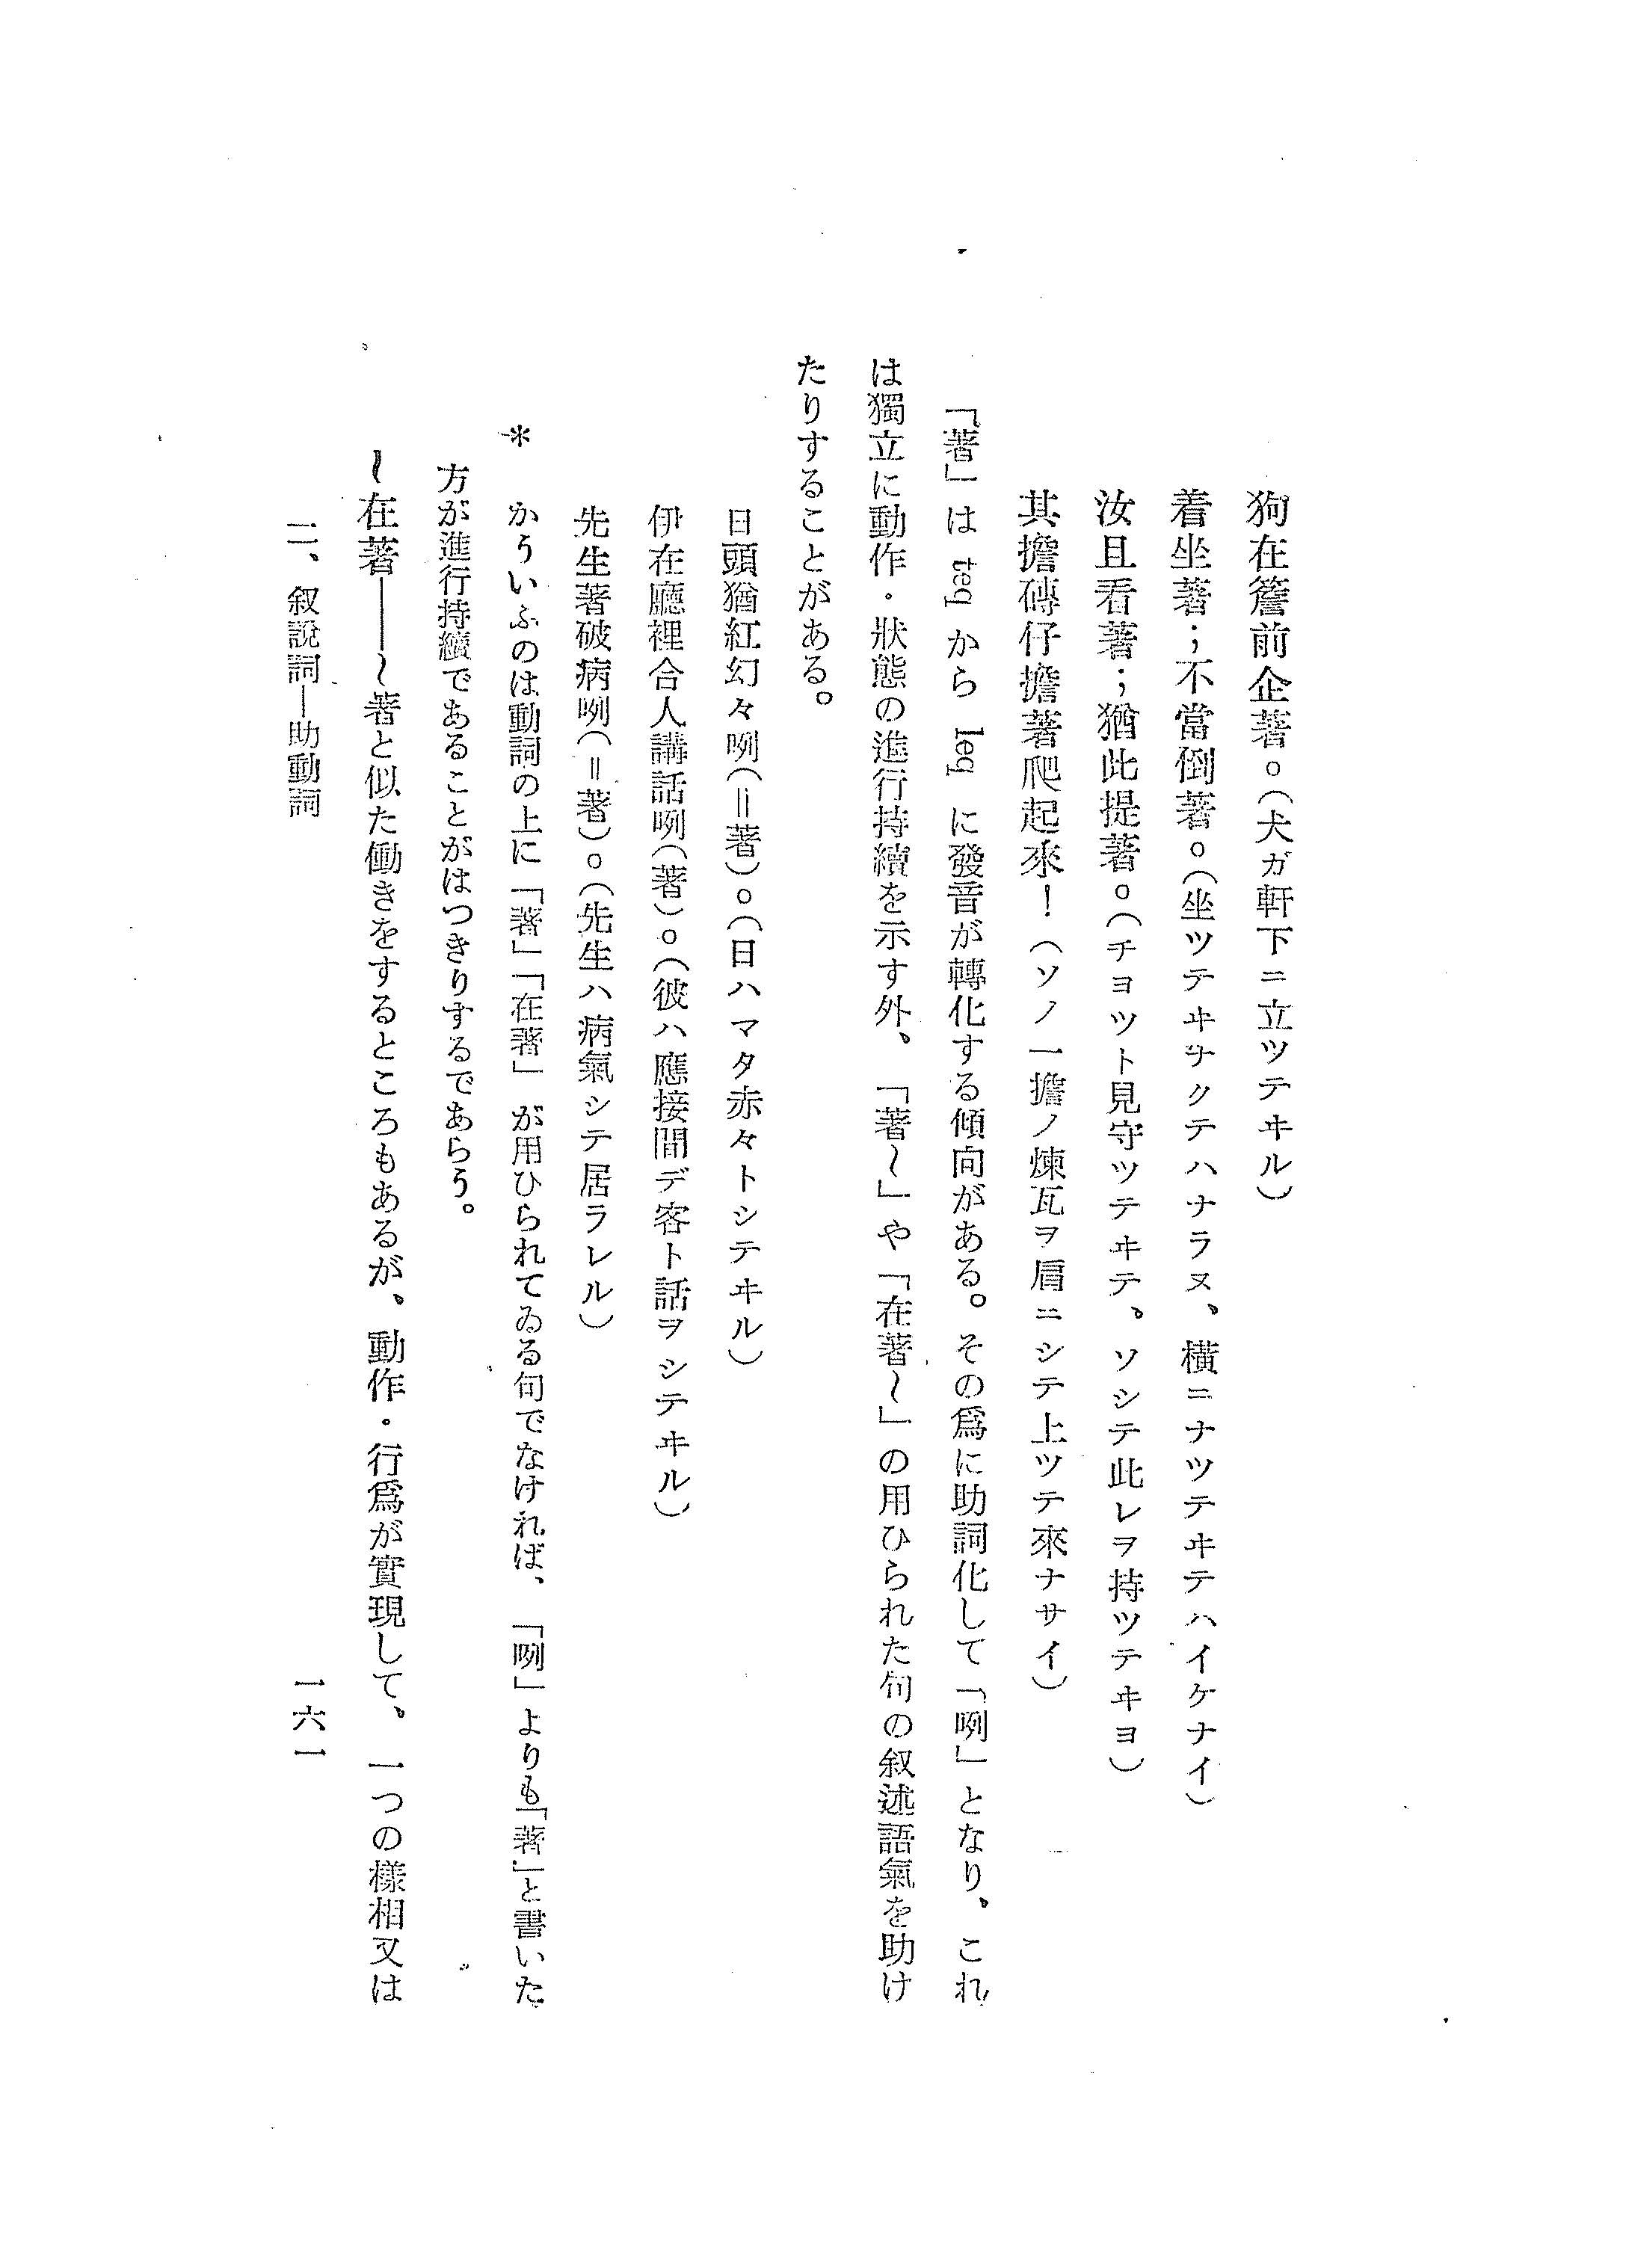 狗在簷前企著。（犬ガ軒下ニ立ツテヰル）
着坐著；不當倒著。（坐ツテヰナクテハナラヌ、橫ニナツテヰテハイケナイ）
汝且看著；猶此提著。（チヨツト見守ツテヰテ、ソシテ此レヲ持ツテヰヨ）
其擔磚仔擔著爬起來！（ソノ一擔ノ煉瓦ヲ肩ニシテ上ツテ來ナサイ）
「著」は teq から leq に發音が轉化する傾向がある。その爲に助詞化して「咧」となり、これ
は獨立に動作・狀態の進行持續を示す外、「著～」や「在著～」の用ひられた句の叙述語氣を助け
たりすることがある。
日頭猶紅幻々咧（＝著）。（日ハマタ赤々トシテヰル）
伊在廳裡合人講話咧（著）。（彼ハ應接間デ客ト話ヲシテヰル）
先生著破病咧（＝著）。（先生ハ病氣シテ居ラレル）
＊ かういふのは動詞の上に「著」「在著」が用ひられてゐる句でなければ、「咧」よりも「著」と書いた
方が進行持續であることがはつきりするであらう。
～在著――～著と似た働きをするところもあるが、動作・行爲が實現して、一つの樣相又は
二、叙說詞―助動詞
一六一